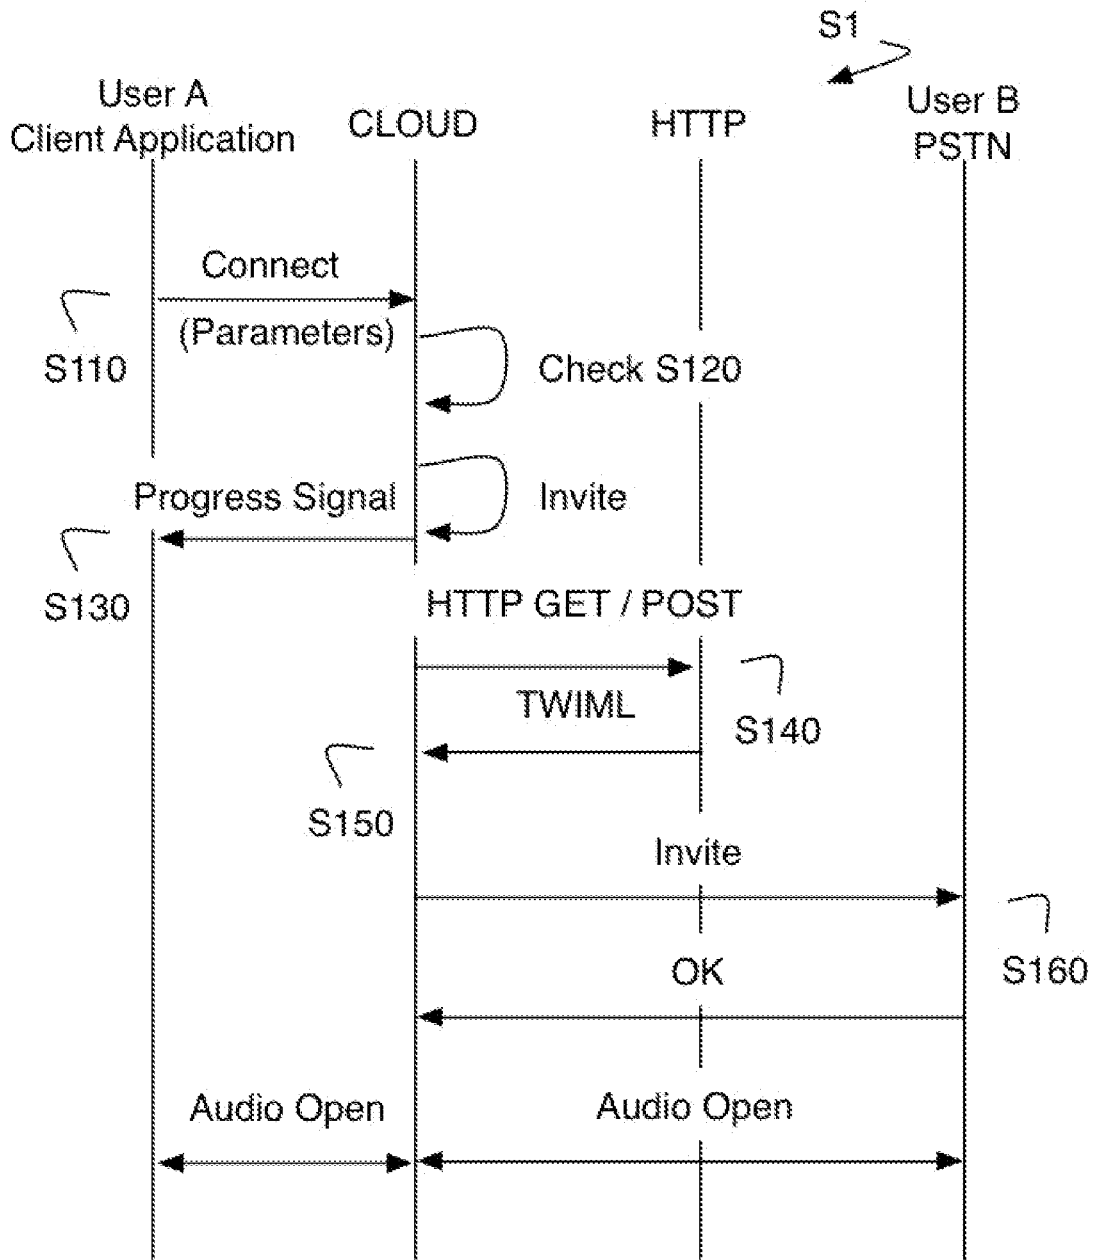 S1
User A
Client Application
CLOUD
HTTP
User B
PSTN
Connect
(Parameters)
S110
Check S120
Progress Signal
Invite
S130
HTTP GET / POST
TWIML
S140
S150
Invite
S160
OK
Audio Open
Audio Open